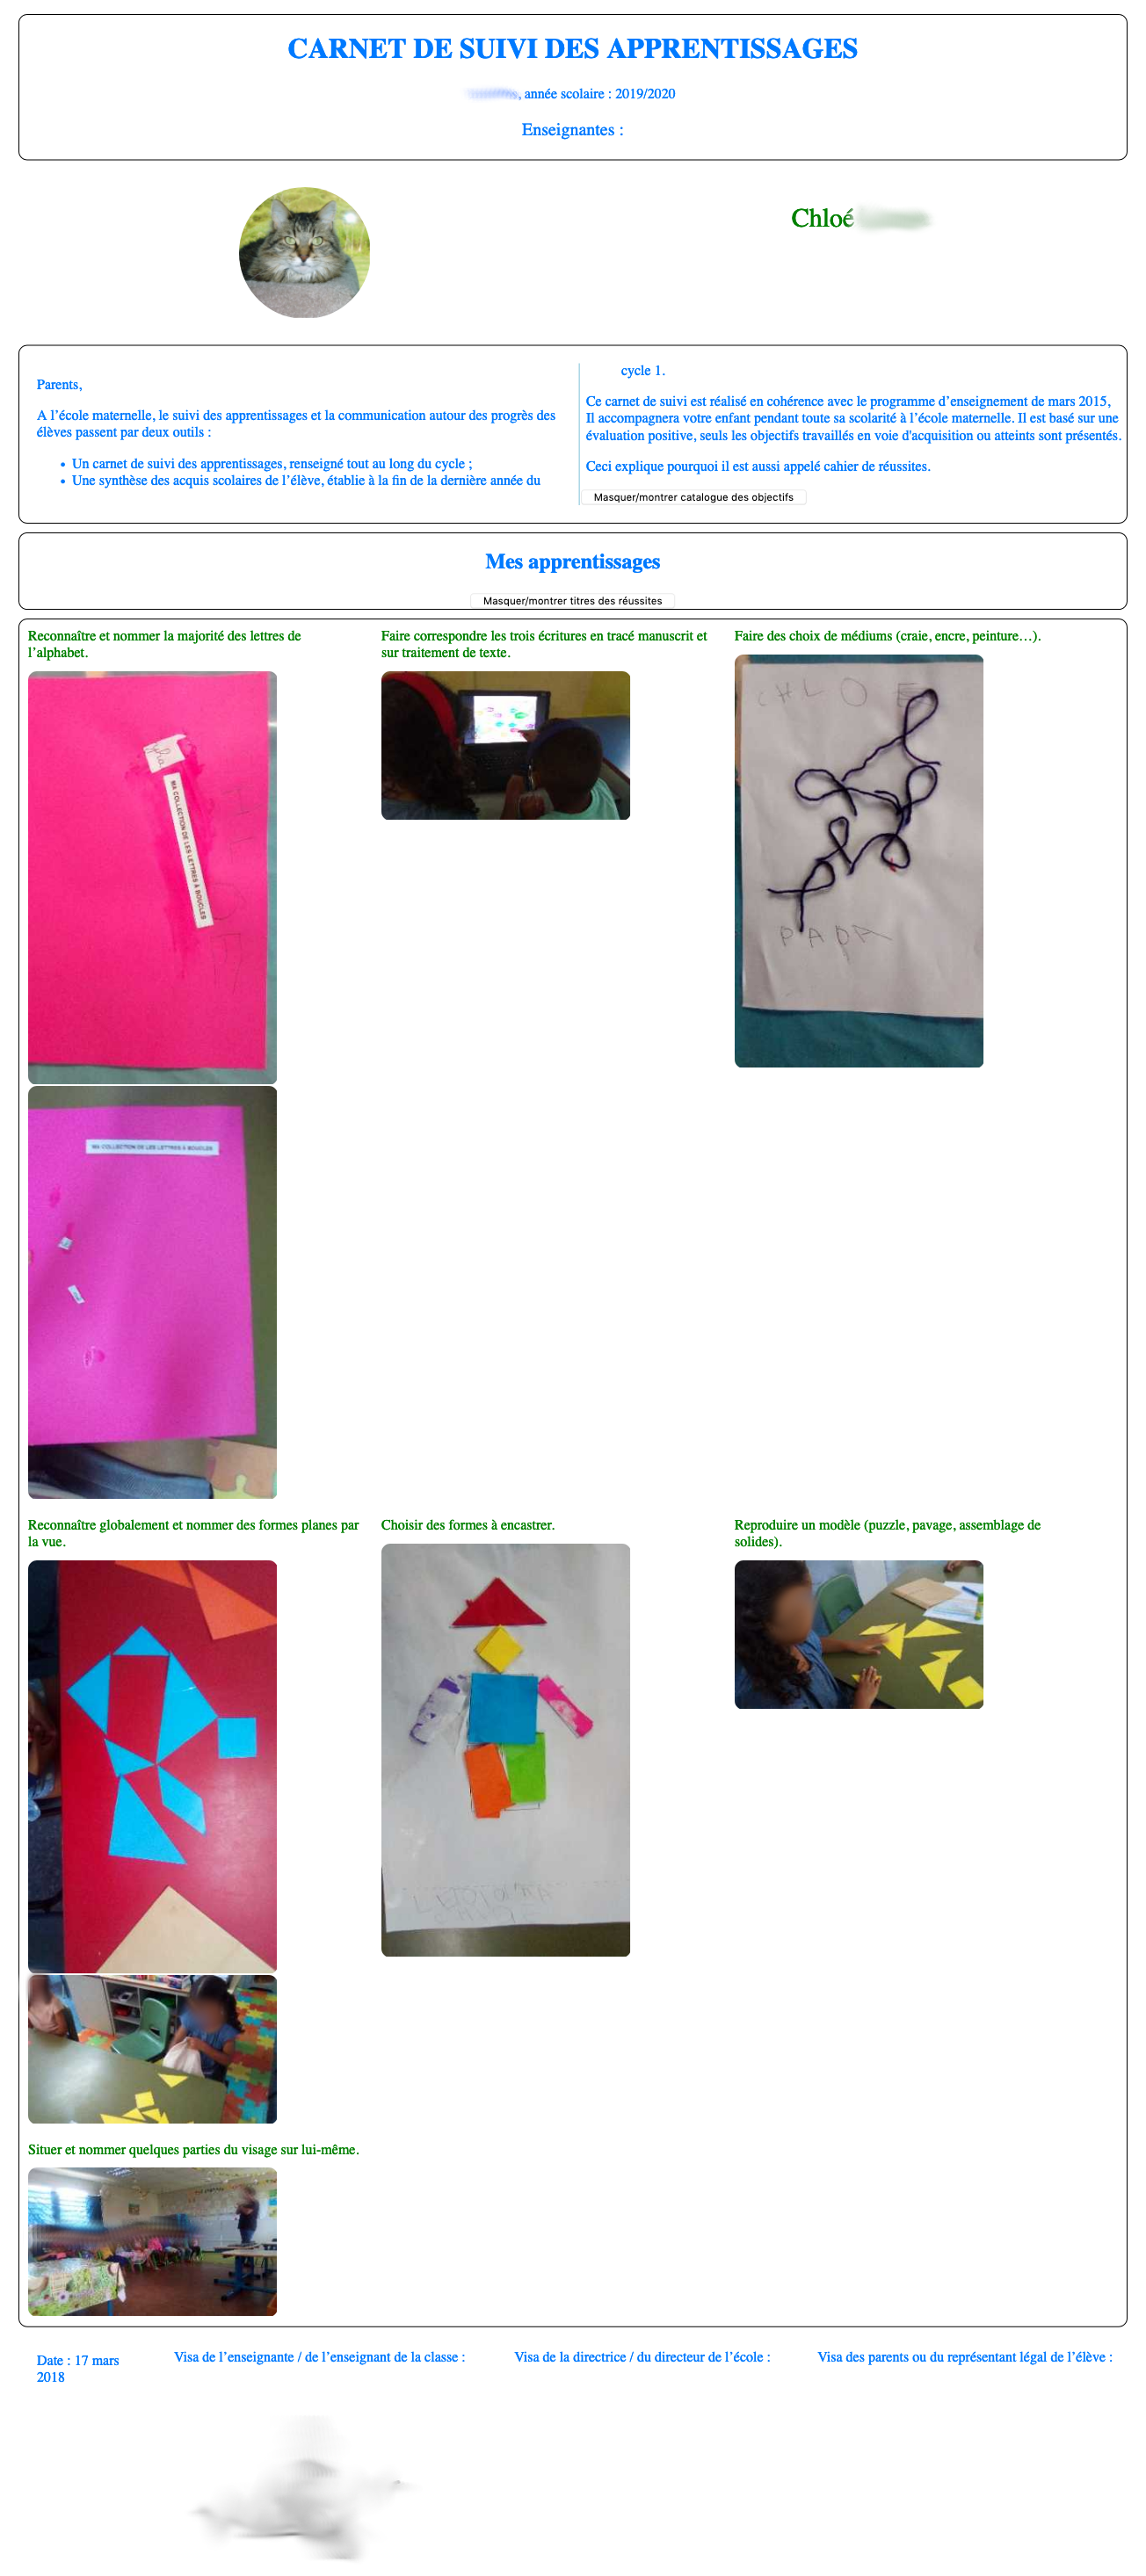 CARNET DE SUIVI DES APPRENTISSAGES
, année scolaire : 2019/2020
Enseignantes :
Chloé
Parents,
A l’école maternelle, le suivi des apprentissages et la communication autour des progrès des
élèves passent par deux outils :
• Un carnet de suivi des apprentissages, renseigné tout au long du cycle ;
• Une synthèse des acquis scolaires de l’élève, établie à la fin de la dernière année du
cycle 1.
Ce carnet de suivi est réalisé en cohérence avec le programme d’enseignement de mars 2015,
Il accompagnera votre enfant pendant toute sa scolarité à l’école maternelle. Il est basé sur une
évaluation positive, seuls les objectifs travaillés en voie d'acquisition ou atteints sont présentés.
Ceci explique pourquoi il est aussi appelé cahier de réussites.
Masquer/montrer catalogue des objectifs
Mes apprentissages
Masquer/montrer titres des réussites
Reconnaître et nommer la majorité des lettres de
l’alphabet.
MA COLLECTION DE LES LETTRES À BOUCLES
MA COLLECTION DE LES LETTRES À BOUCLES
Faire correspondre les trois écritures en tracé manuscrit et
sur traitement de texte.
Faire des choix de médiums (craie, encre, peinture…).
CHLOE
PAPA
Reconnaître globalement et nommer des formes planes par
la vue.
Choisir des formes à encastrer.
Reproduire un modèle (puzzle, pavage, assemblage de
solides).
Situer et nommer quelques parties du visage sur lui-même.
Date : 17 mars
2018
Visa de l’enseignante / de l’enseignant de la classe :
Visa de la directrice / du directeur de l’école :
Visa des parents ou du représentant légal de l’élève :